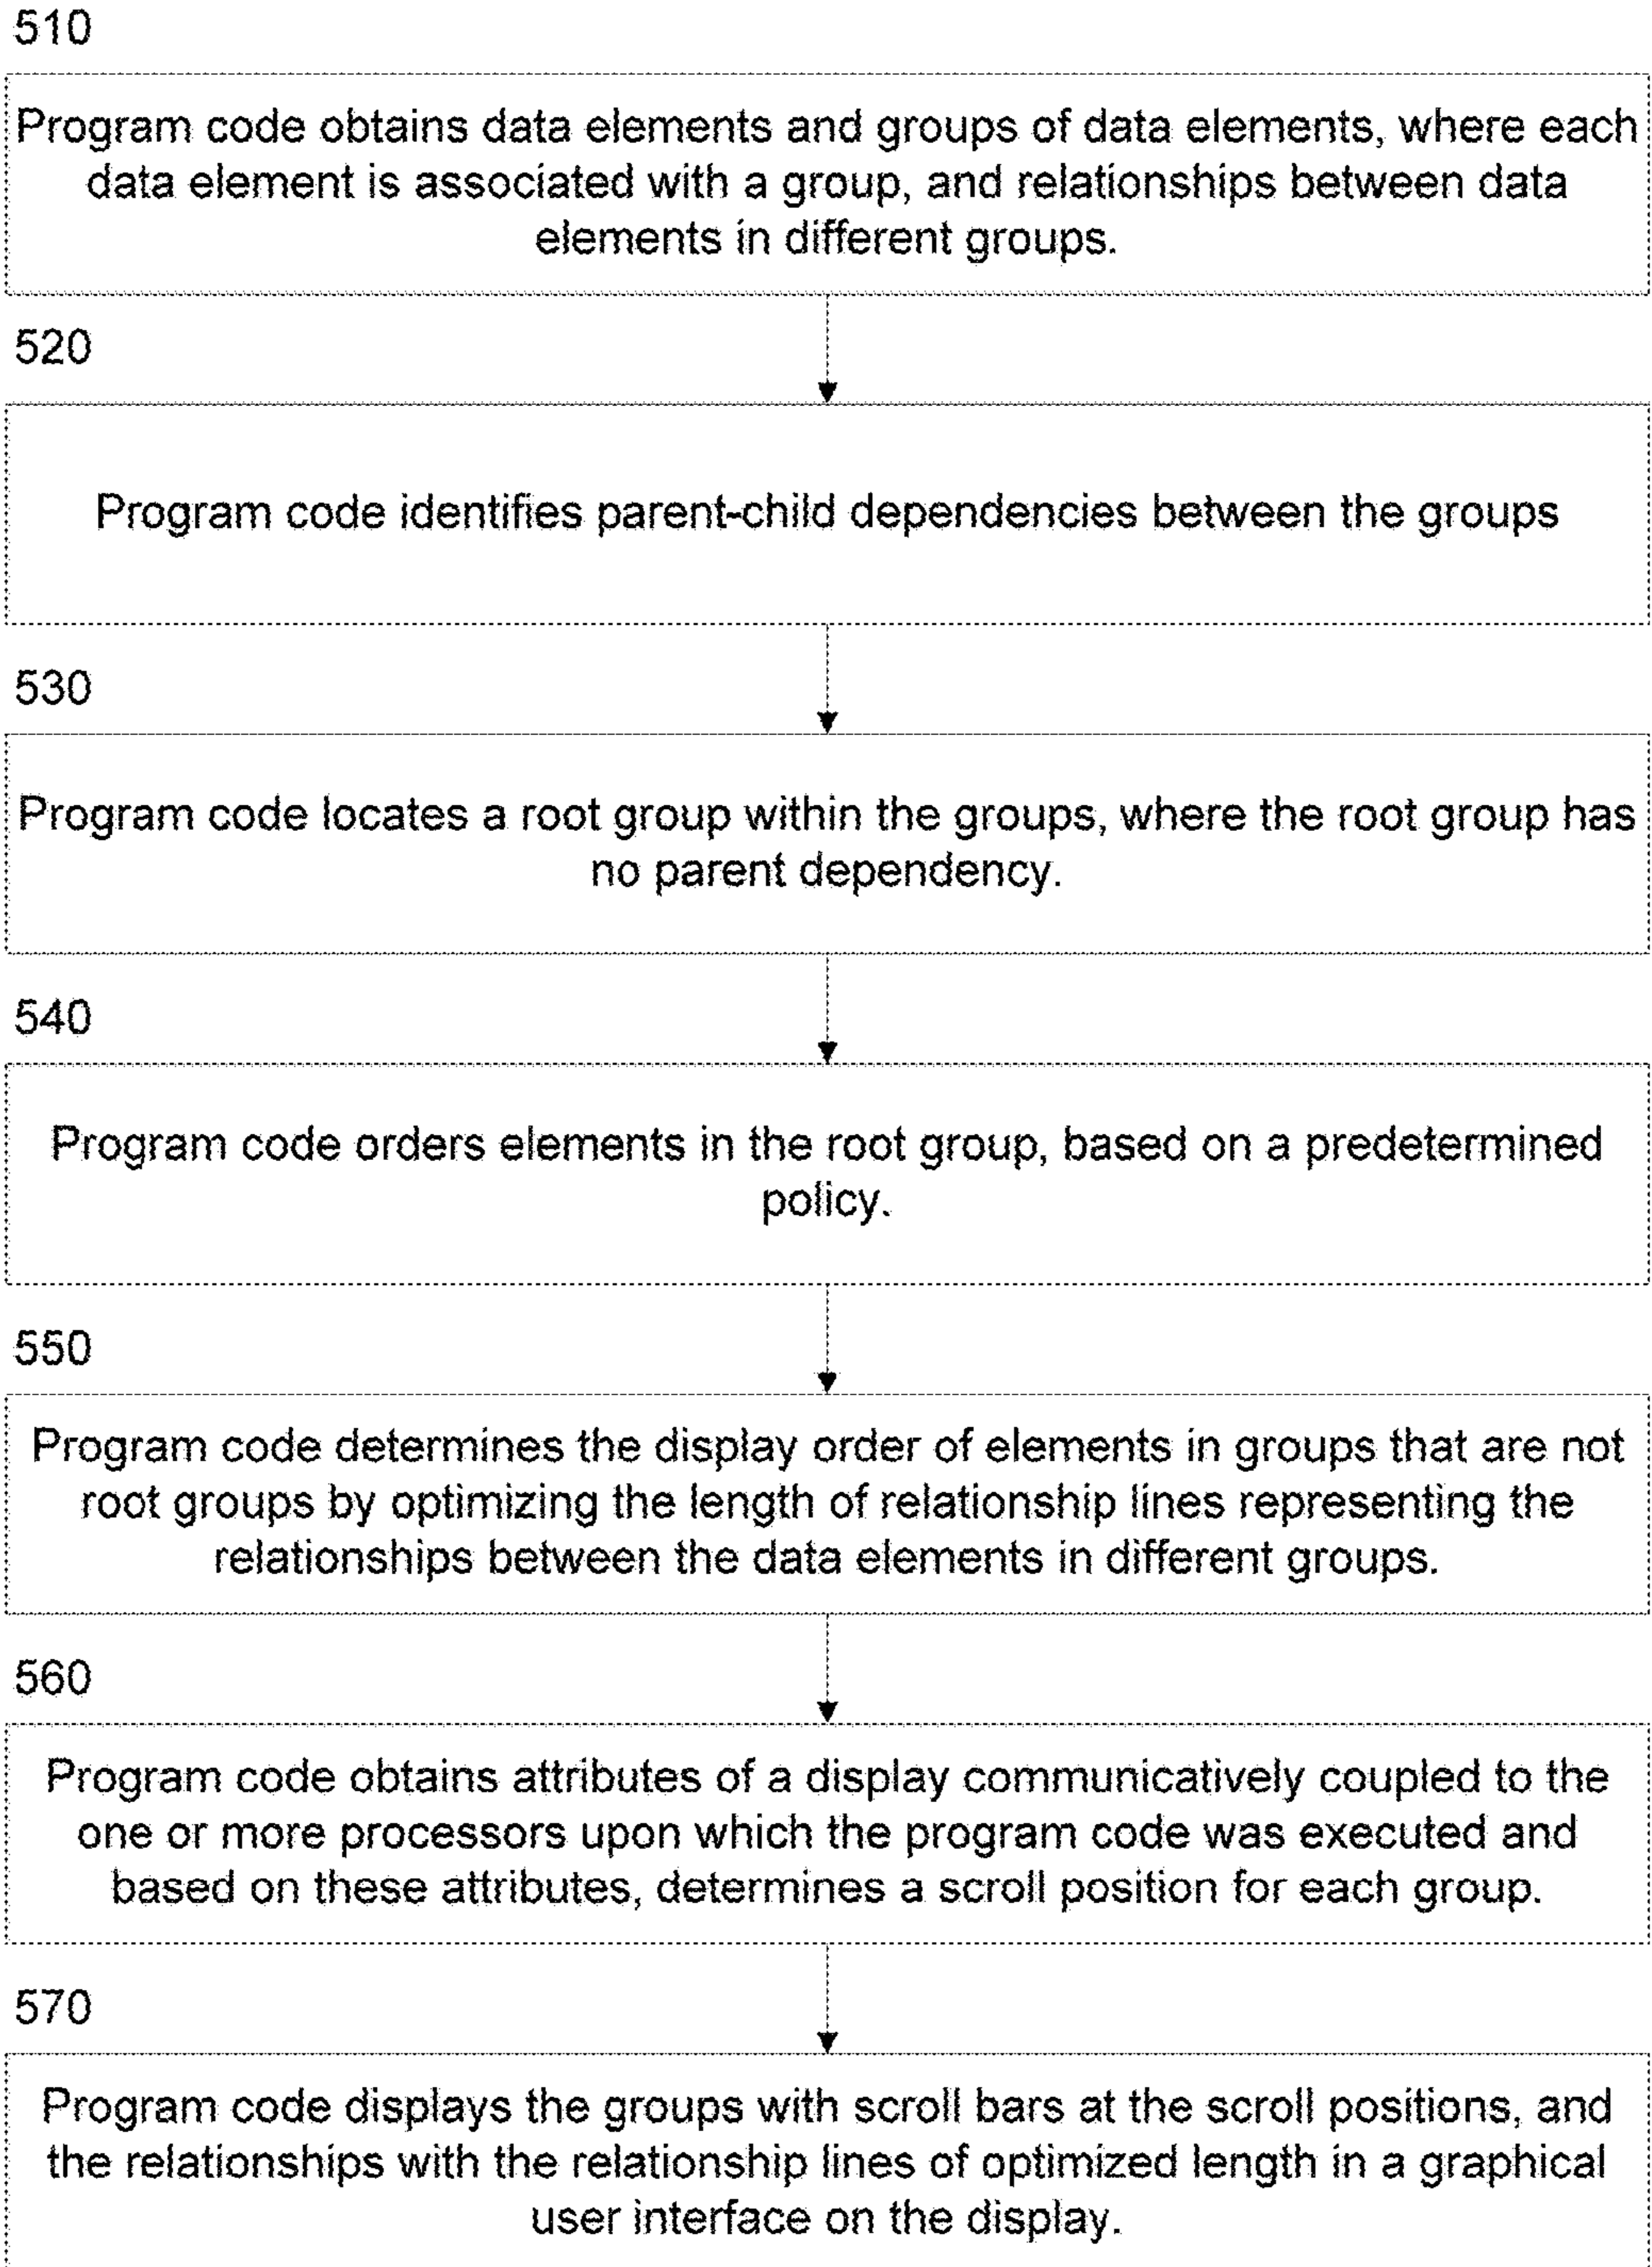 510
Program code obtains data elements and groups of data elements, where each
data element is associated with a group, and relationships between data
elements in different groups.
520
Program code identifies parent-child dependencies between the groups
530
Program code locates a root group within the groups, where the root group has
no parent dependency.
540
Program code orders elements in the root group, based on a predetermined
policy.
550
Program code determines the display order of elements in groups that are not
root groups by optimizing the length of relationship lines representing the
relationships between the data elements in different groups.
560
Program code obtains attributes of a display communicatively coupled to the
one or more processors upon which the program code was executed and
based on these attributes, determines a scroll position for each group.
570
Program code displays the groups with scroll bars at the scroll positions, and
the relationships with the relationship lines of optimized length in a graphical
user interface on the display.